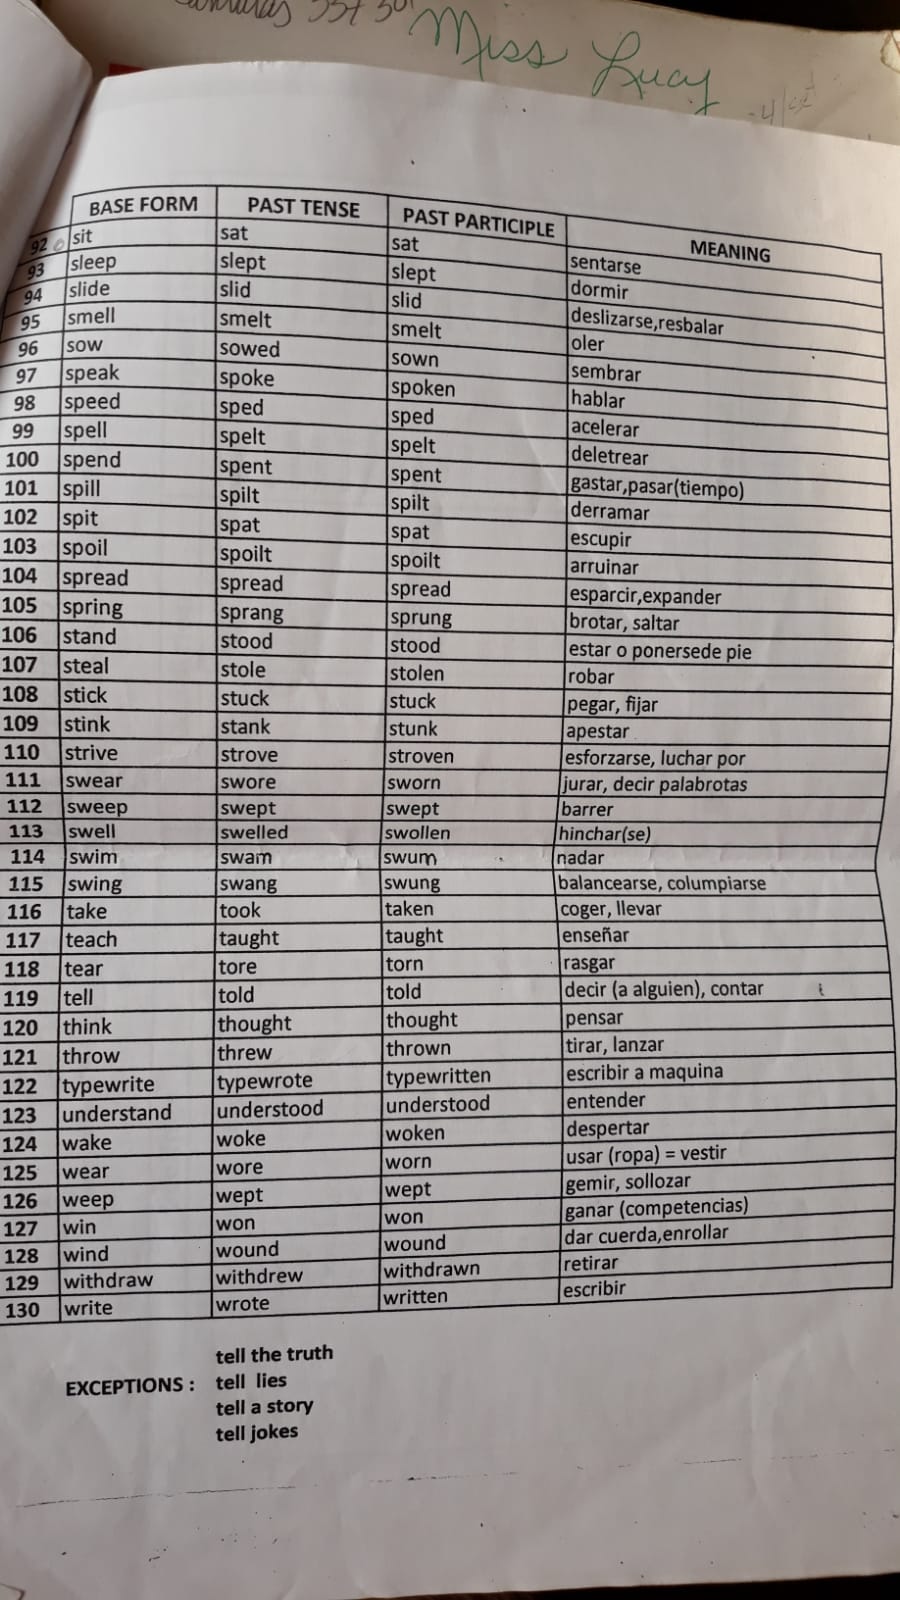 Miss Lucy
BASE FORM PAST TENSE PAST PARTICIPLE MEANING
92 sit sat sat sentarse
93 sleep slept slept dormir
94 slide slid slid deslizarse,resbalar
95 smell smelt smelt oler
96 sow sowed sown sembrar
97 speak spoke spoken hablar
98 speed sped sped acelerar
99 spell spelt spelt deletrear
100 spend spent spent gastar,pasar(tiempo)
101 spill spilt spilt derramar
102 spit spat spat escupir
103 spoil spoilt spoilt arruinar
104 spread spread spread esparcir,expander
105 spring sprang sprung brotar, saltar
106 stand stood stood estar o ponersede pie
107 steal stole stolen robar
108 stick stuck stuck pegar, fijar
109 stink stank stunk apestar
110 strive strove stroven esforzarse, luchar por
111 swear swore sworn jurar, decir palabrotas
112 sweep swept swept barrer
113 swell swelled swollen hinchar(se)
114 swim swam swum nadar
115 swing swang swung balancearse, columpiarse
116 take took taken coger, llevar
117 teach taught taught enseñar
118 tear tore torn rasgar
119 tell told told decir (a alguien), contar
120 think thought thought pensar
121 throw threw thrown tirar, lanzar
122 typewrite typewrote typewritten escribir a maquina
123 understand understood understood entender
124 wake woke woken despertar
125 wear wore worn usar (ropa) = vestir
126 weep wept wept gemir, sollozar
127 win won won ganar (competencias)
128 wind wound wound dar cuerda,enrollar
129 withdraw withdrew withdrawn retirar
130 write wrote written escribir
tell the truth
EXCEPTIONS : tell lies
tell a story
tell jokes